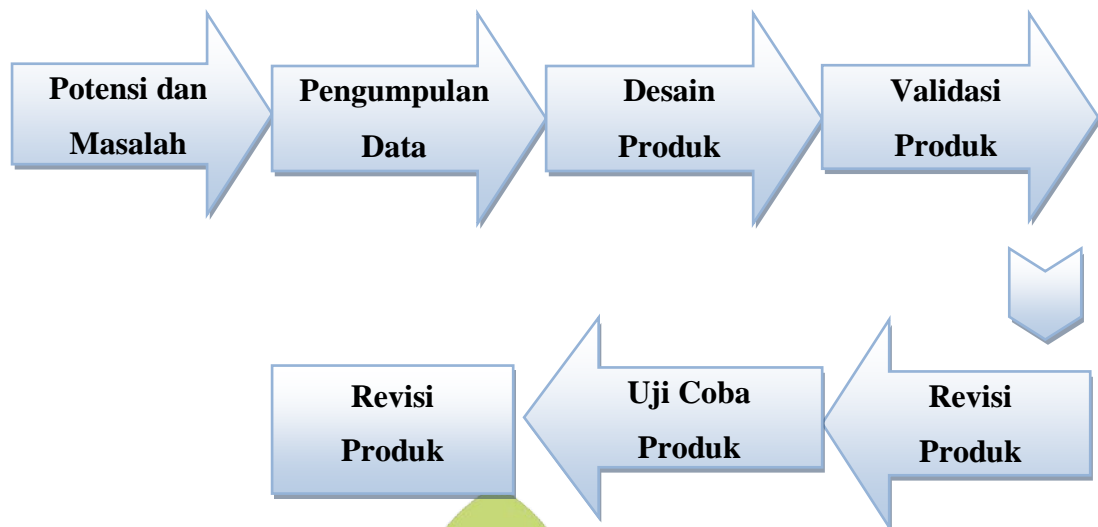 Potensi dan
Masalah
Pengumpulan
Data
Desain
Produk
Validasi
Produk
Revisi
Produk
Uji Coba
Produk
Revisi
Produk